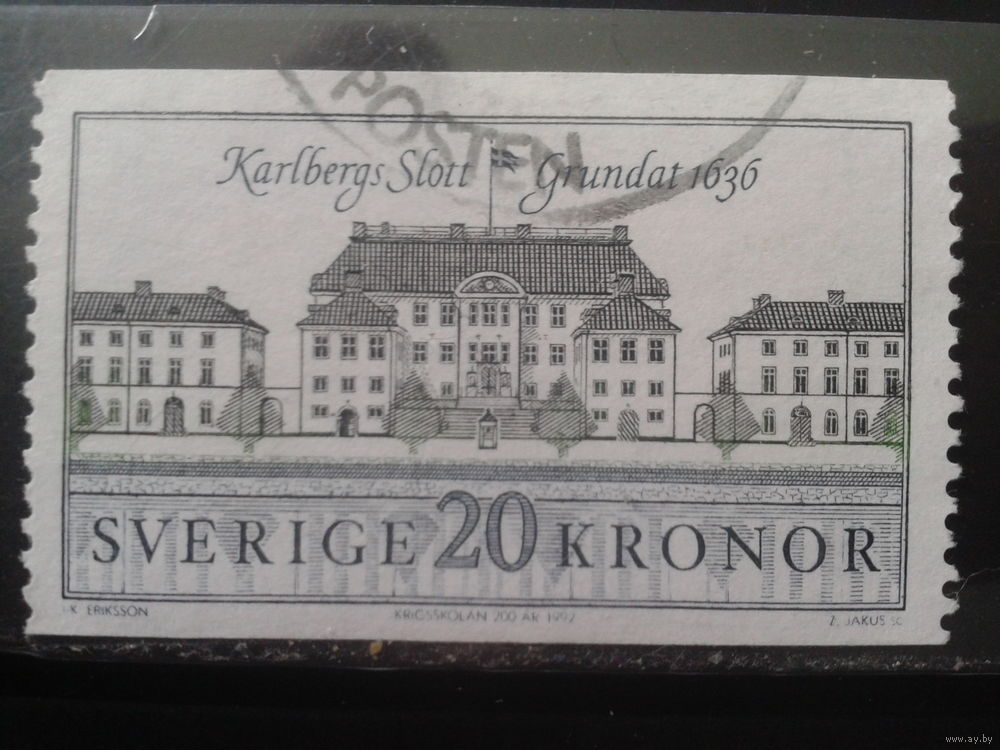 POSTEN
Karlbergs Slott Grundat 1636
SVERIGE 20 KRONOR
K. ERIKSSON KRIGSSKOLAN 200 ÅR 1992 Z. JAKUS SC
www.ay.by